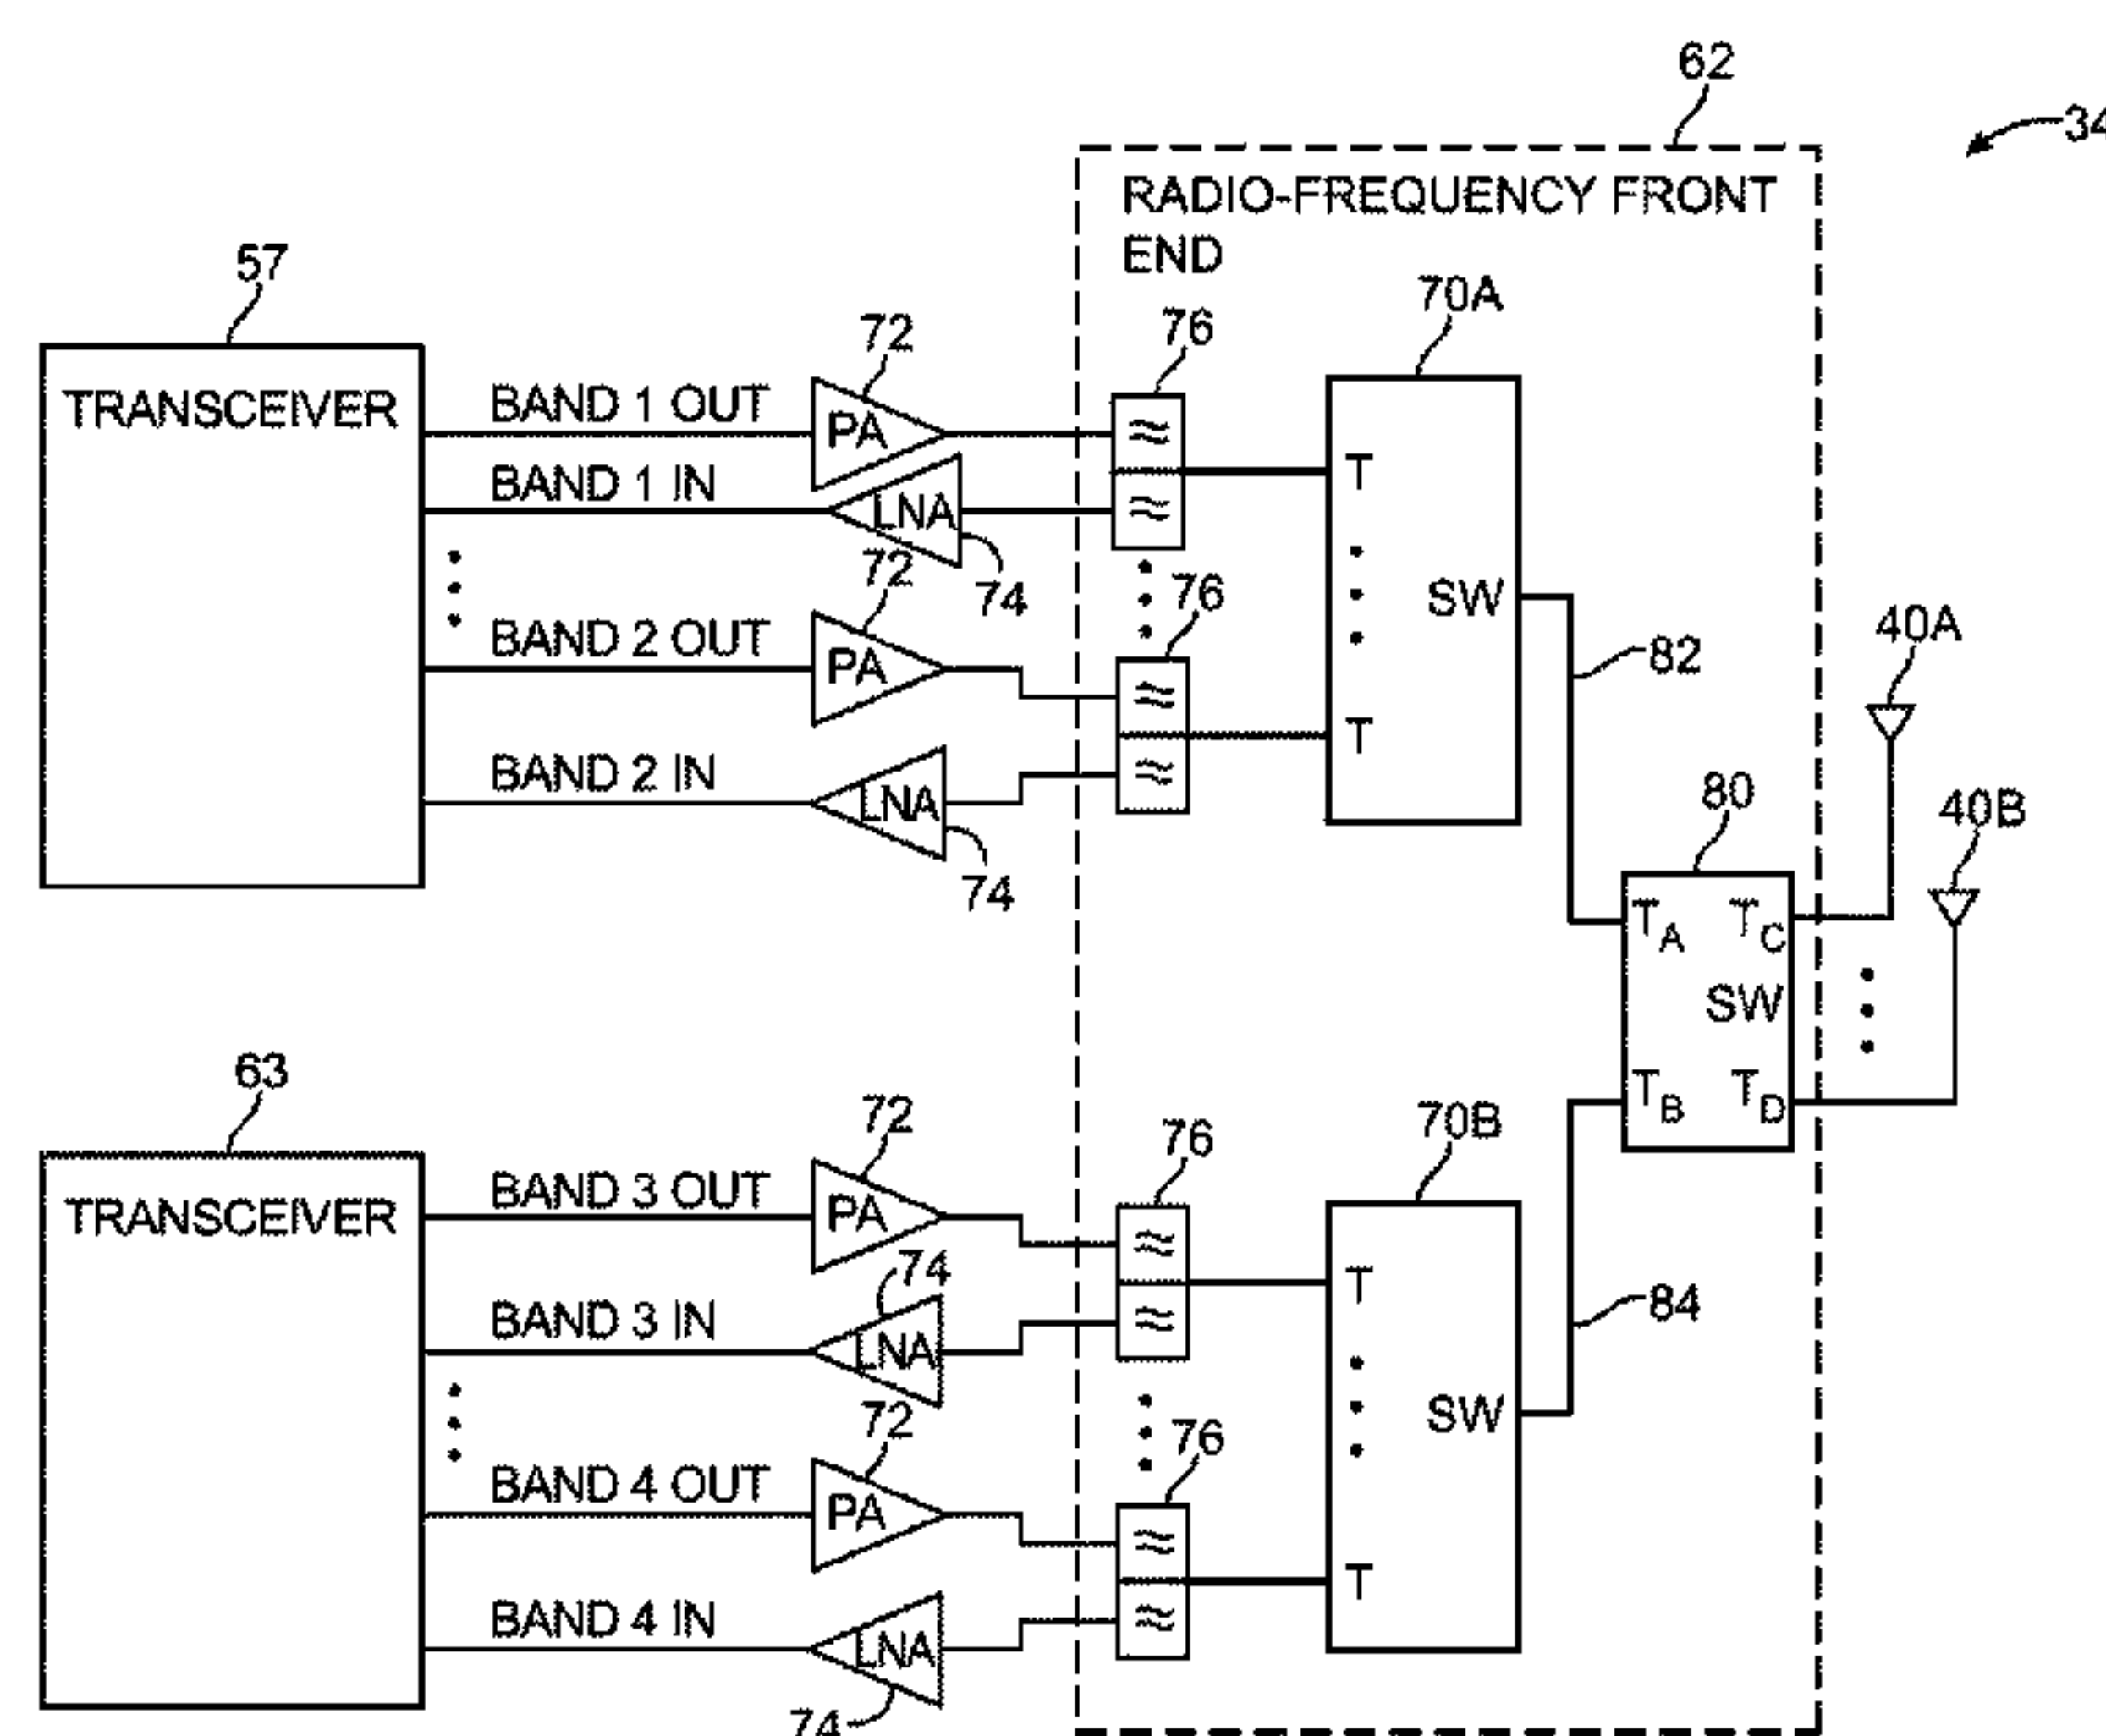 62
34
RADIO-FREQUENCY FRONT
END
57
72
76
70A
TRANSCEIVER
BAND 1 OUT
PA
BAND 1 IN
LNA
T
74
72
76
SW
82
40A
BAND 2 OUT
PA
T
BAND 2 IN
LNA
74
80
40B
TA TC
SW
TB TD
63
72
76
70B
TRANSCEIVER
BAND 3 OUT
PA
74
T
BAND 3 IN
LNA
84
72
76
SW
BAND 4 OUT
PA
T
BAND 4 IN
LNA
74